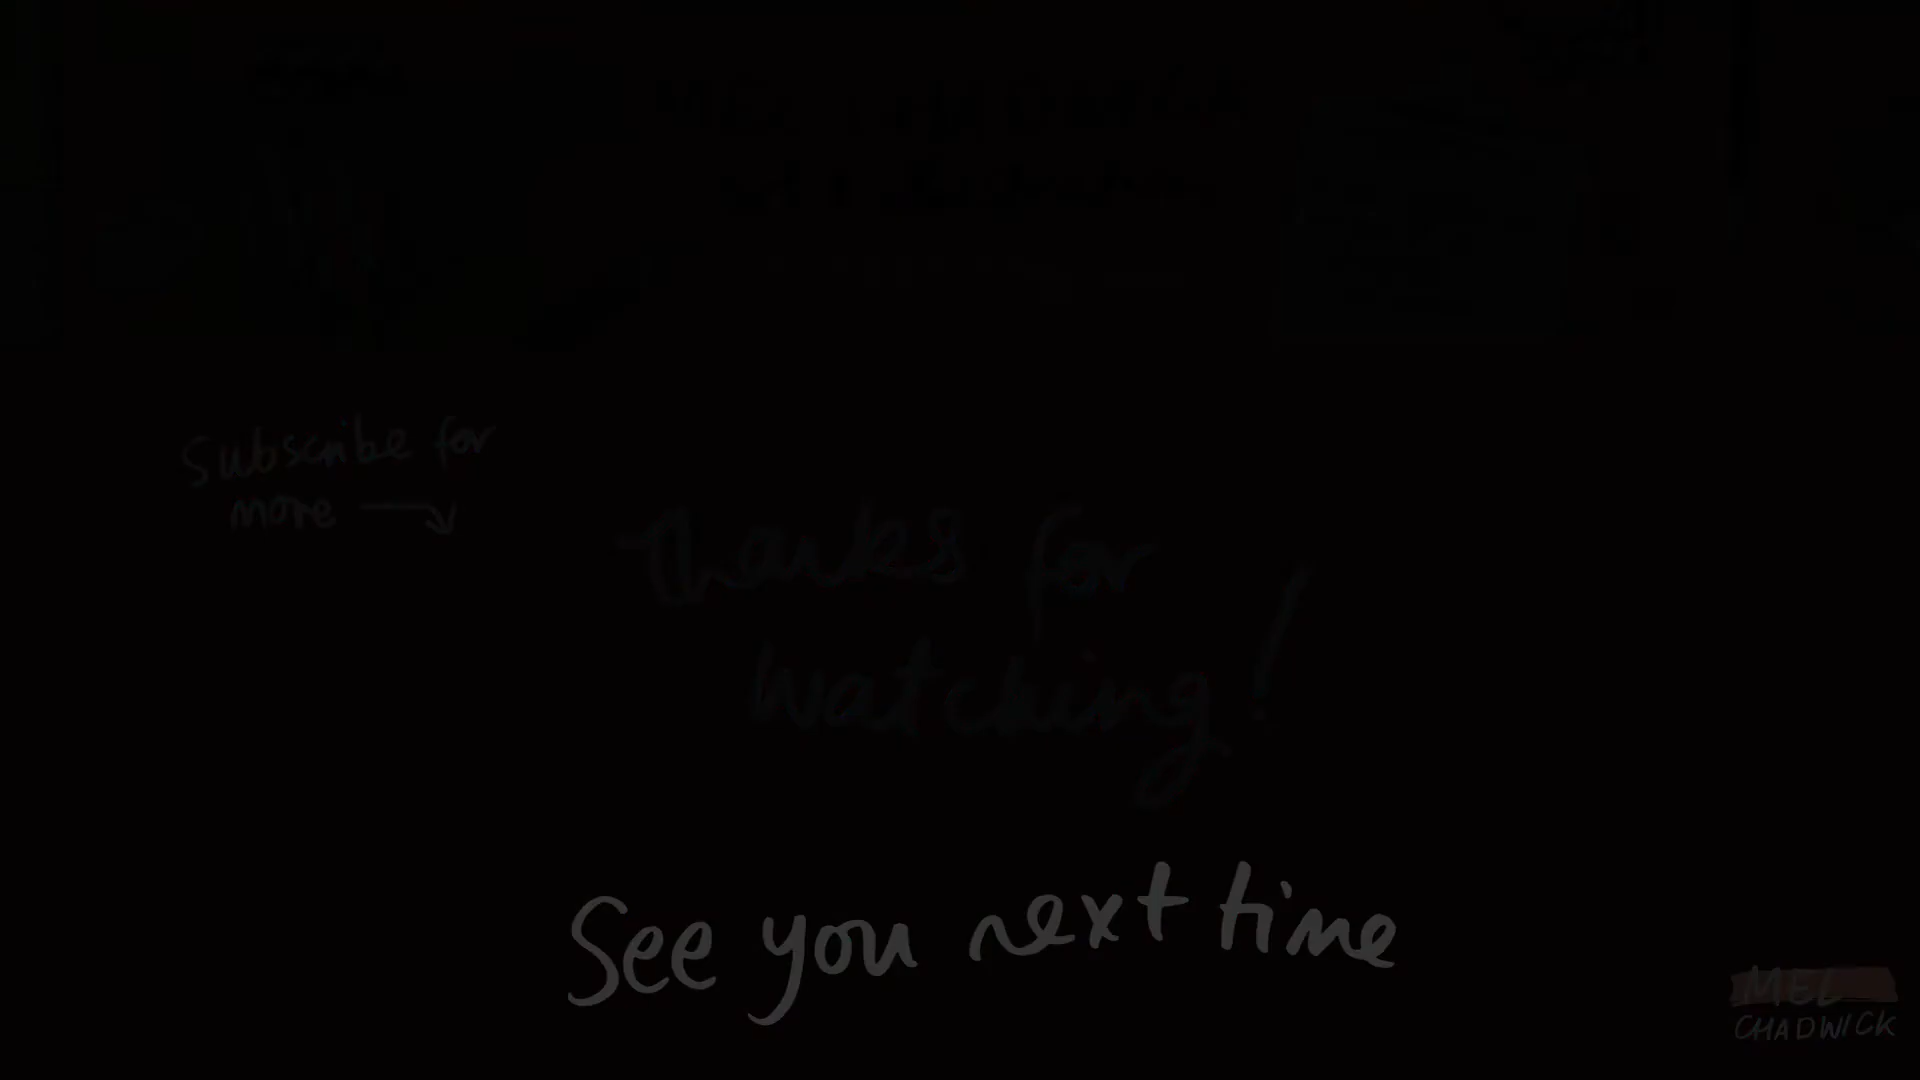 Subscribe for
more
Thanks for
watching!
See you next time
MEL
CHADWICK